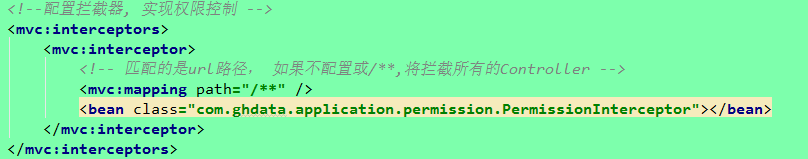 <!--配置拦截器, 实现权限控制 -->
<mvc:interceptors>
<mvc:interceptor>
<!-- 匹配的是url路径， 如果不配置或/**,将拦截所有的Controller -->
<mvc:mapping path="/**" />
<bean class="com.ghdata.application.permission.PermissionInterceptor"></bean>
</mvc:interceptor>
</mvc:interceptors>